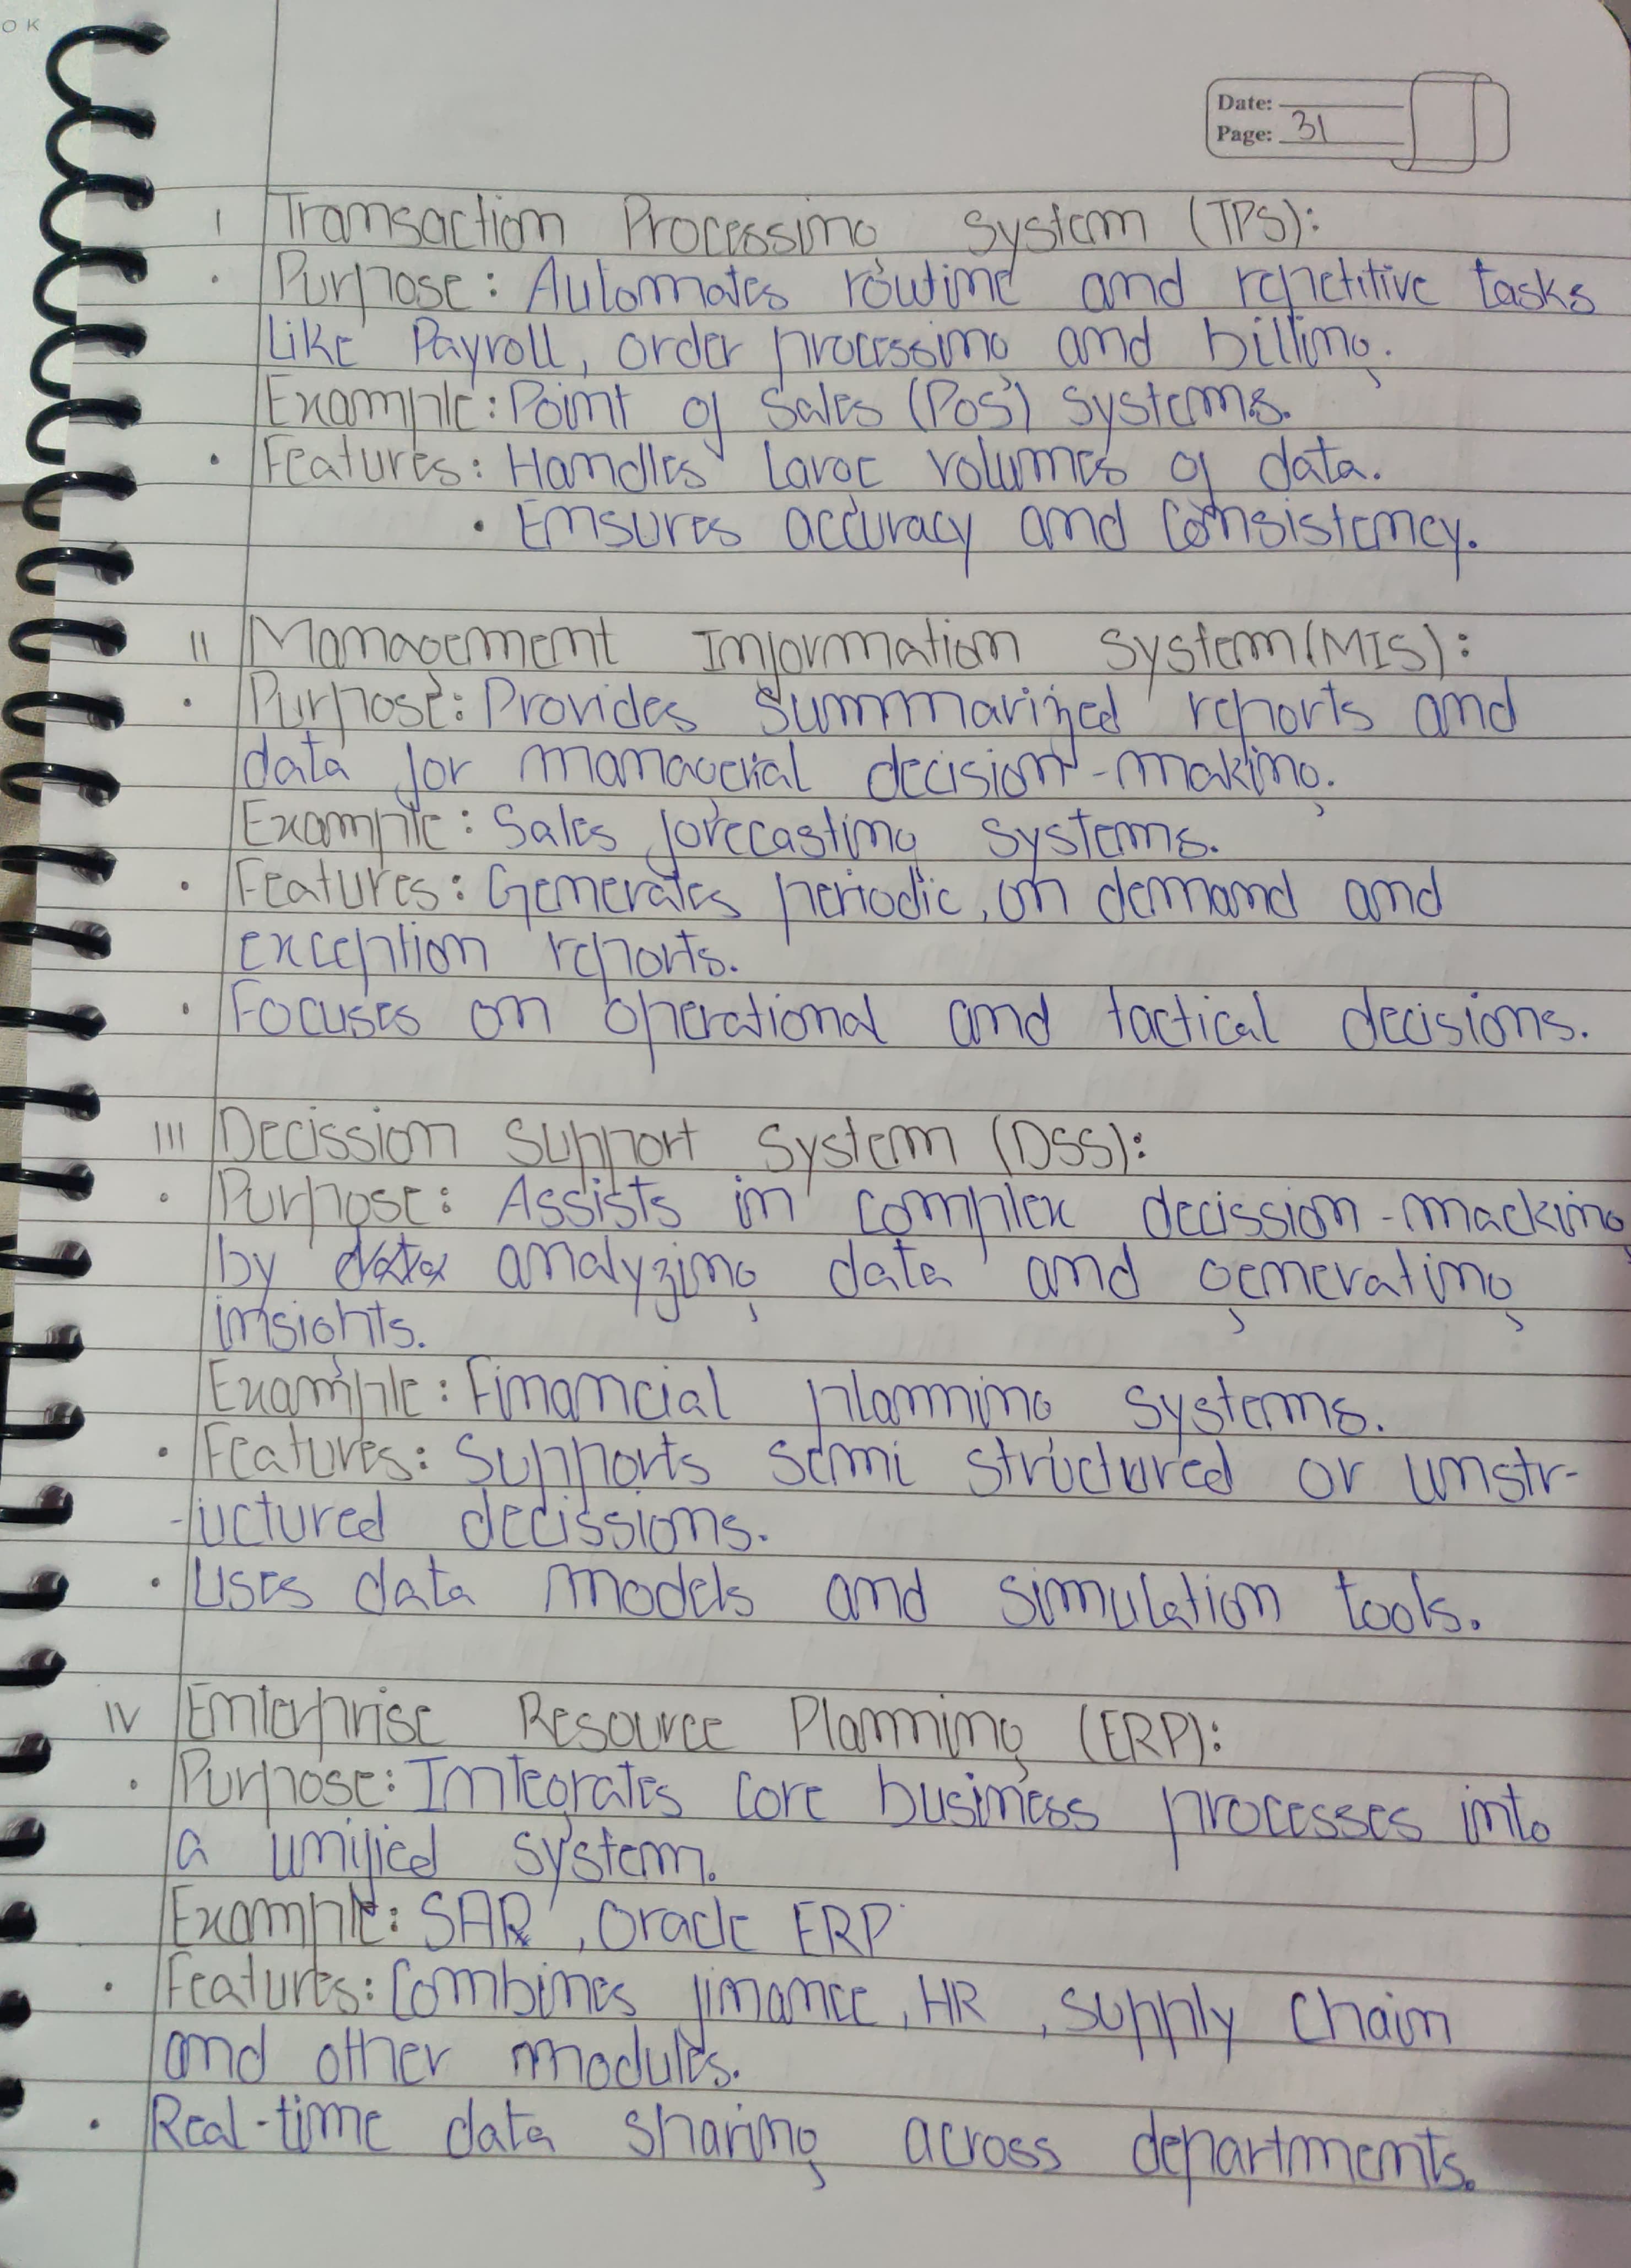 OK
Date:
Page: 31
I Transaction Processing System (TPS):
• Purpose: Automates routine and repetitive tasks
like Payroll, order processing and billing.
Example: Point of Sales (POS) systems.
• Features: Handles large volumes of data.
• Ensures accuracy and consistency.
II Management Information System (MIS):
• Purpose: Provides summarized reports and
data for managerial decision-making.
Example: Sales forecasting systems.
• Features: Generates periodic, on demand and
exception reports.
• Focuses on operational and tactical decisions.
III Decission Support System (DSS):
• Purpose: Assists in complex decission-macking
by data analyzing data and generating
insights.
Example: Financial planning systems.
• Features: Supports semi structured or unstr-
-uctured decissions.
• Uses data models and simulation tools.
IV Enterprise Resource Planning (ERP):
• Purpose: Integrates core business processes into
a unified system.
Example: SAP, Oracle ERP
• Features: Combines finance, HR, supply chain
and other modules.
• Real-time data sharing across departments.